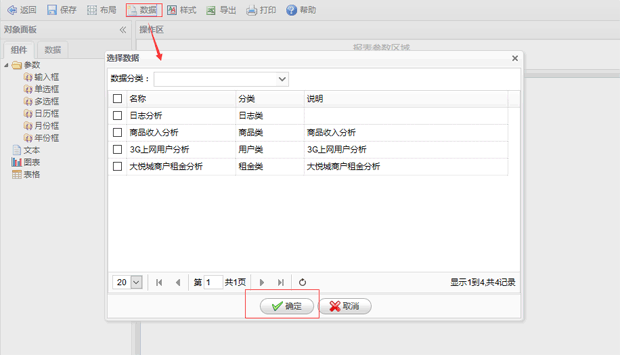 返回 保存 布局 数据 样式 导出 打印 帮助
对象画板 操作区
组件 数据 报表参数区域
参数
输入框
单选框
多选框
日历框
月份框
年份框
文本
图表
表格
选择数据
数据分类：
名称 分类 说明
日志分析 日志类
商品收入分析 商品类 商品收入分析
3G上网用户分析 用户类 3G上网用户分析
大悦城商户租金分析 租金类 大悦城商户租金分析
20 第 1 共1页 显示1到4,共4记录
确定 取消